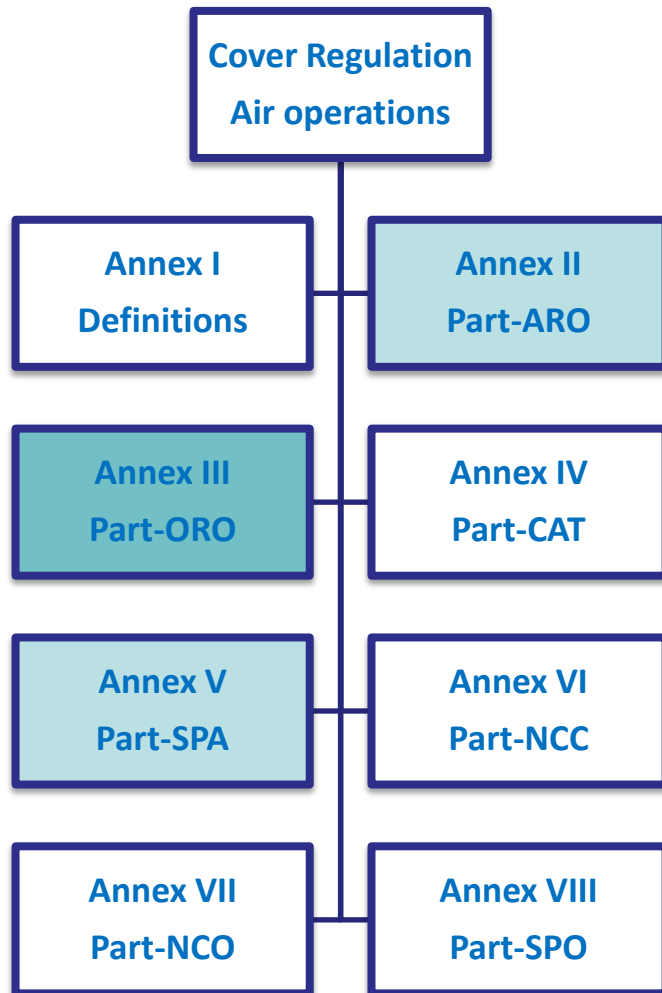 Cover Regulation
Air operations
Annex I
Definitions
Annex II
Part-ARO
Annex III
Part-ORO
Annex IV
Part-CAT
Annex V
Part-SPA
Annex VI
Part-NCC
Annex VII
Part-NCO
Annex VIII
Part-SPO